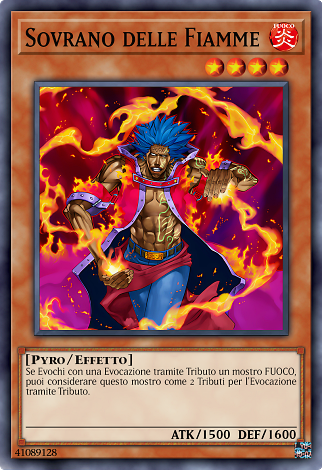 Sovrano delle Fiamme
FUOCO
炎
[Pyro/Effetto]
Se Evochi con una Evocazione tramite Tributo un mostro FUOCO,
puoi considerare questo mostro come 2 Tributi per l'Evocazione
tramite Tributo.
ATK/1500 DEF/1600
41089128